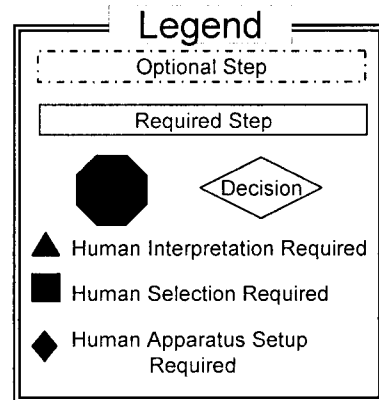 Legend
Optional Step
Required Step
Decision
Human Interpretation Required
Human Selection Required
Human Apparatus Setup
Required